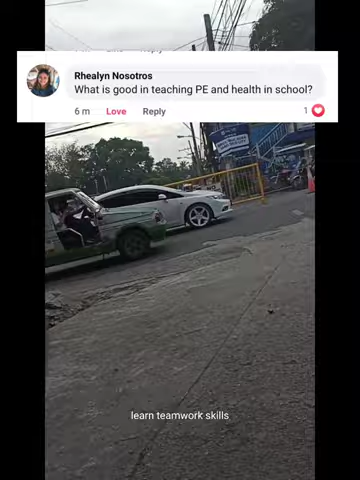 Rhealyn Nosotros
What is good in teaching PE and health in school?
6 m Love Reply 1
learn teamwork skills